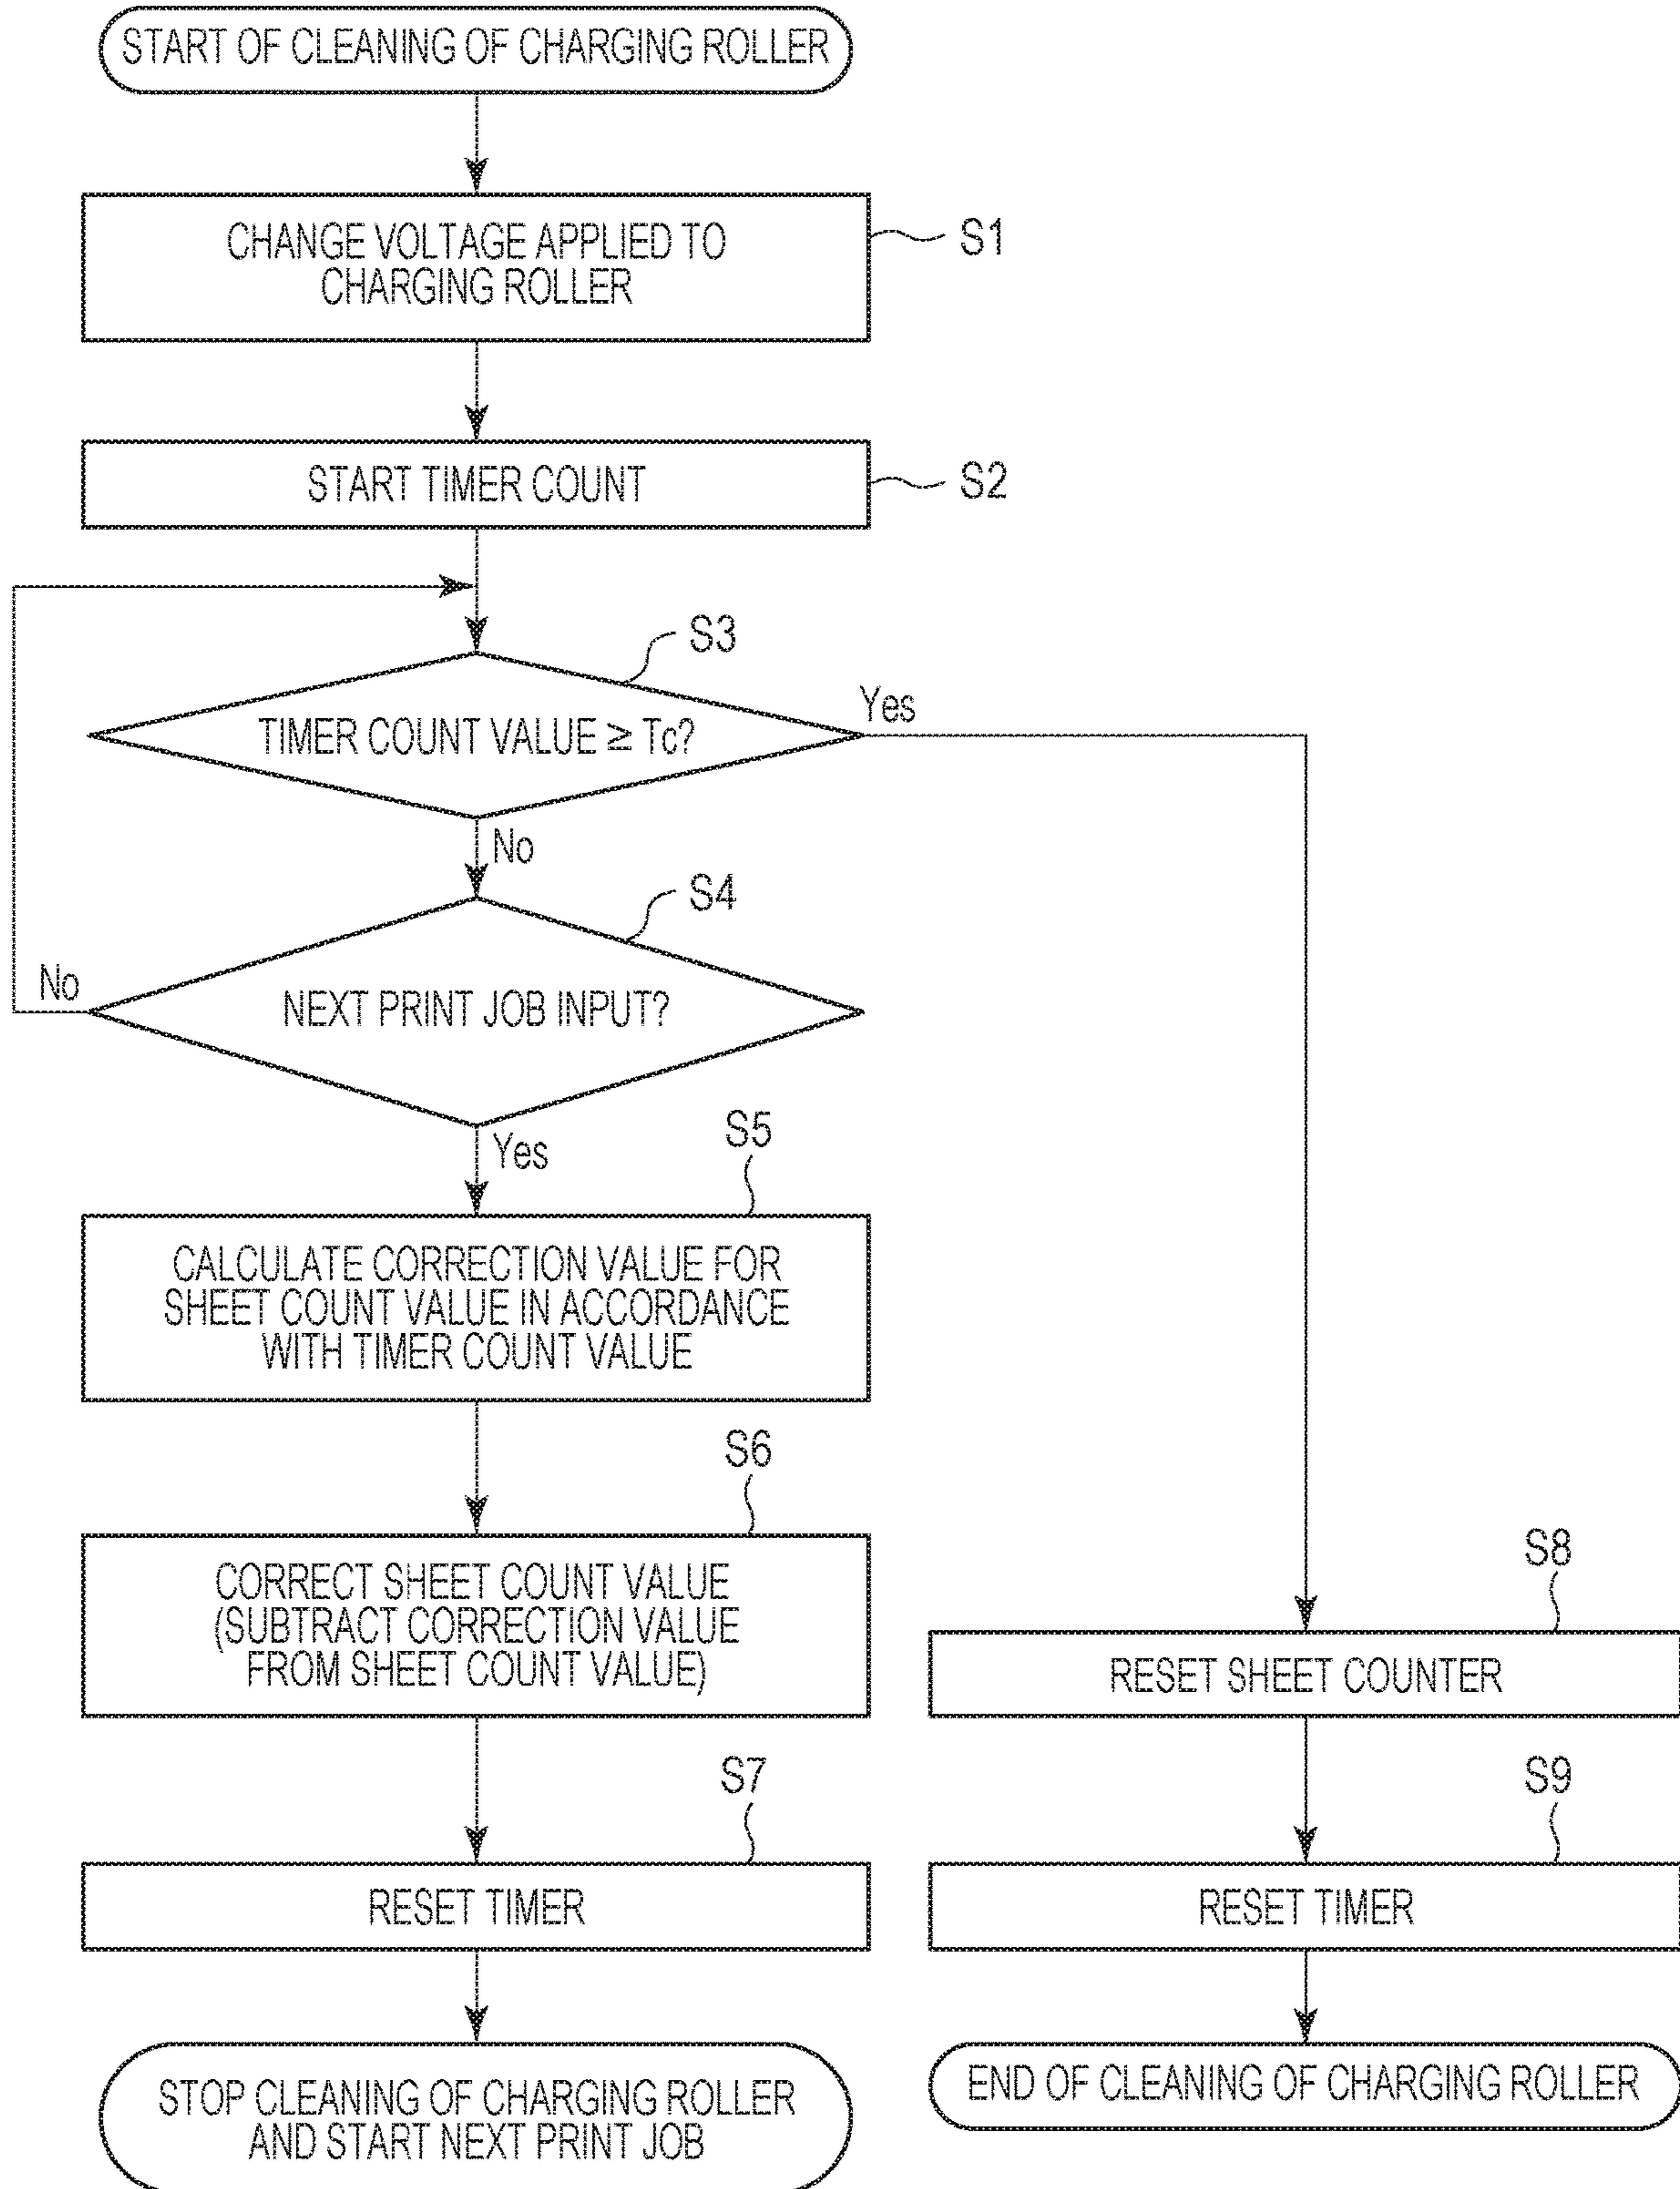 START OF CLEANING OF CHARGING ROLLER
CHANGE VOLTAGE APPLIED TO
CHARGING ROLLER
S1
START TIMER COUNT
S2
S3
TIMER COUNT VALUE ≥ Tc?
Yes
No
S4
NEXT PRINT JOB INPUT?
No
Yes
S5
CALCULATE CORRECTION VALUE FOR
SHEET COUNT VALUE IN ACCORDANCE
WITH TIMER COUNT VALUE
S6
CORRECT SHEET COUNT VALUE
(SUBTRACT CORRECTION VALUE
FROM SHEET COUNT VALUE)
S7
RESET TIMER
STOP CLEANING OF CHARGING ROLLER
AND START NEXT PRINT JOB
S8
RESET SHEET COUNTER
S9
RESET TIMER
END OF CLEANING OF CHARGING ROLLER